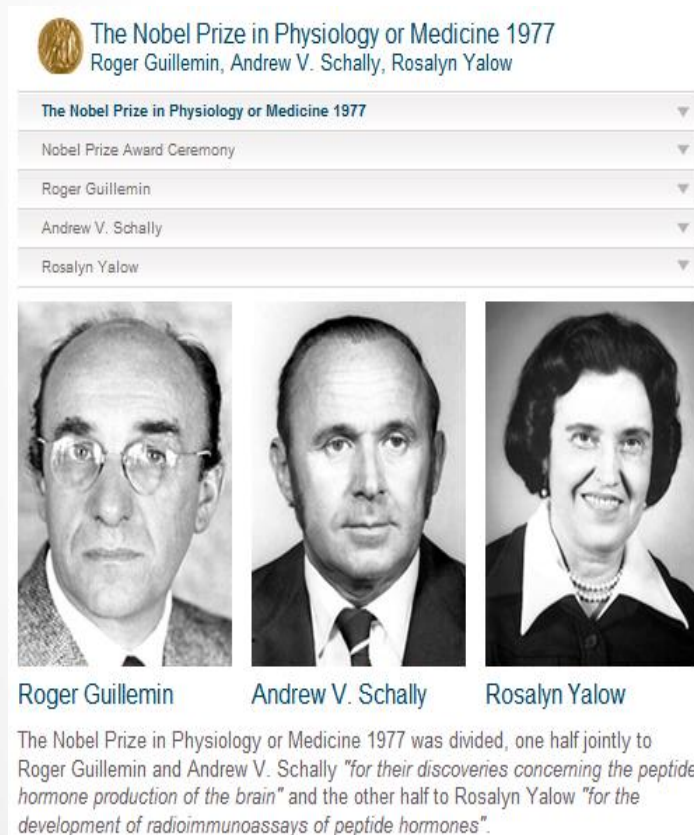 The Nobel Prize in Physiology or Medicine 1977
Roger Guillemin, Andrew V. Schally, Rosalyn Yalow
The Nobel Prize in Physiology or Medicine 1977
Nobel Prize Award Ceremony
Roger Guillemin
Andrew V. Schally
Rosalyn Yalow
Roger Guillemin
Andrew V. Schally
Rosalyn Yalow
The Nobel Prize in Physiology or Medicine 1977 was divided, one half jointly to
Roger Guillemin and Andrew V. Schally "for their discoveries concerning the peptide
hormone production of the brain" and the other half to Rosalyn Yalow "for the
development of radioimmunoassays of peptide hormones".